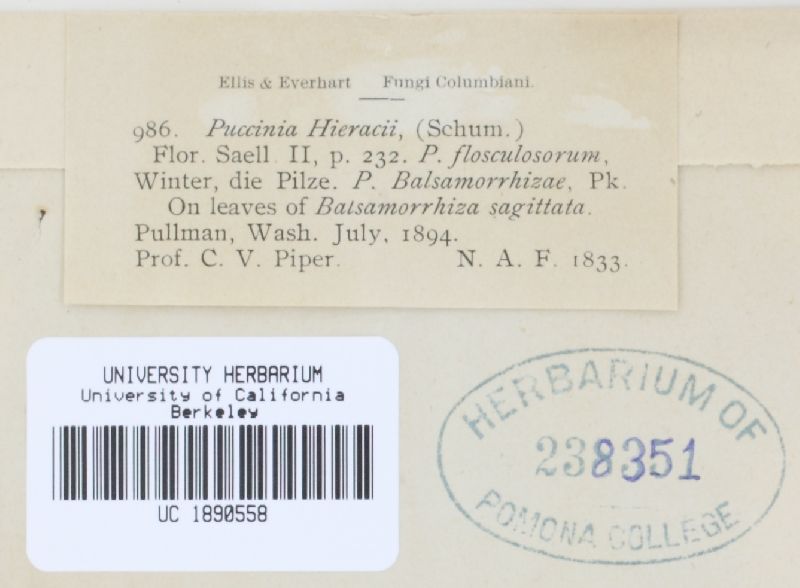 Ellis & Everhart Fungi Columbiani.
986. Puccinia Hieracii, (Schum.)
Flor. Saell II, p. 232. P. flosculosorum,
Winter, die Pilze. P. Balsamorrhizae, Pk.
On leaves of Balsamorrhiza sagittata.
Pullman, Wash. July, 1894.
Prof. C. V. Piper. N. A. F. 1833.
UNIVERSITY HERBARIUM
University of California
Berkeley
UC 1890558
HERBARIUM OF
238351
POMONA COLLEGE